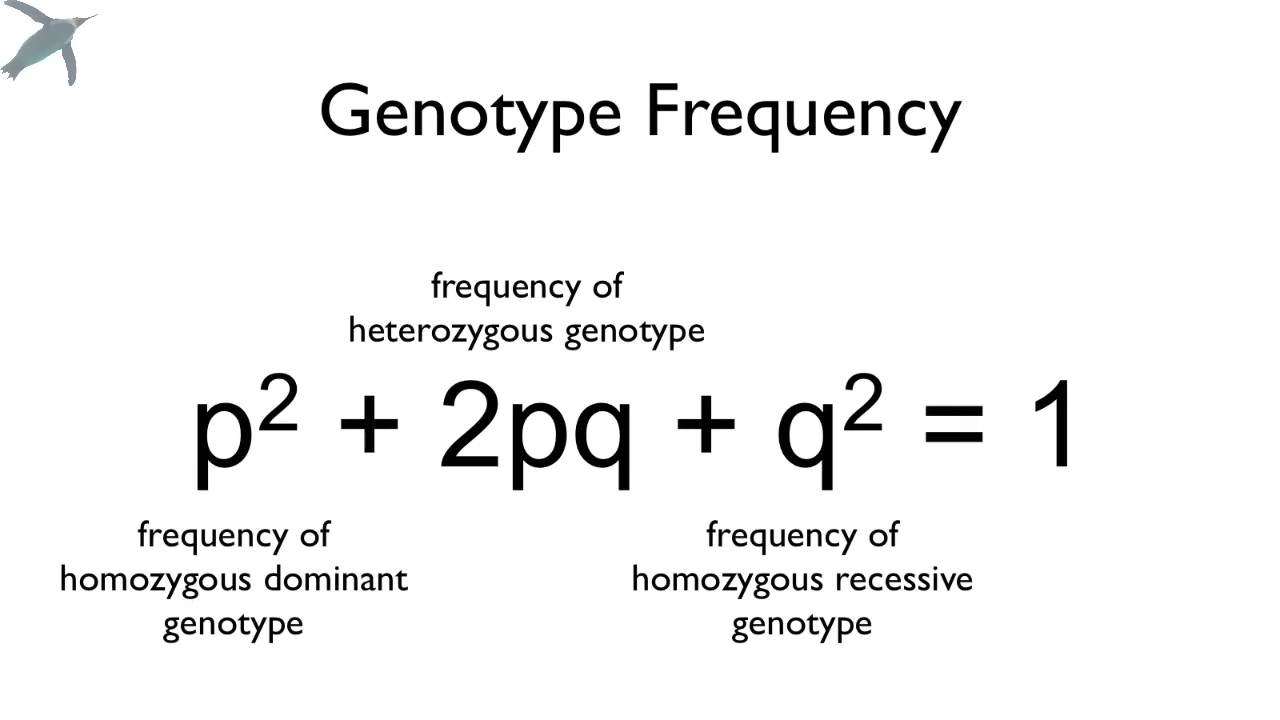 Genotype Frequency
frequency of
heterozygous genotype
p² + 2pq + q² = 1
frequency of
homozygous dominant
genotype
frequency of
homozygous recessive
genotype